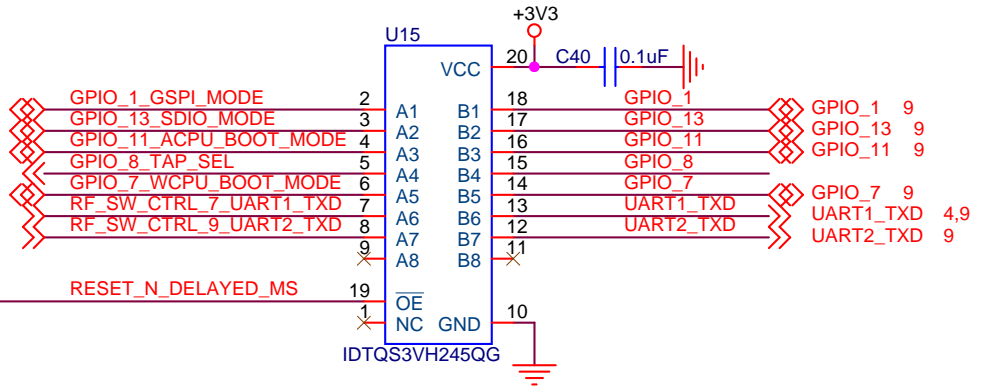 +3V3
U15
VCC 20 C40 0.1uF
GPIO_1_GSPI_MODE 2 A1 B1 18 GPIO_1 GPIO_1 9
GPIO_13_SDIO_MODE 3 A2 B2 17 GPIO_13 GPIO_13 9
GPIO_11_ACPU_BOOT_MODE 4 A3 B3 16 GPIO_11 GPIO_11 9
GPIO_8_TAP_SEL 5 A4 B4 15 GPIO_8
GPIO_7_WCPU_BOOT_MODE 6 A5 B5 14 GPIO_7 GPIO_7 9
RF_SW_CTRL_7_UART1_TXD 7 A6 B6 13 UART1_TXD UART1_TXD 4,9
RF_SW_CTRL_9_UART2_TXD 8 A7 B7 12 UART2_TXD UART2_TXD 9
9 A8 B8 11
RESET_N_DELAYED_MS 19 OE
1 NC GND 10
IDTQS3VH245QG